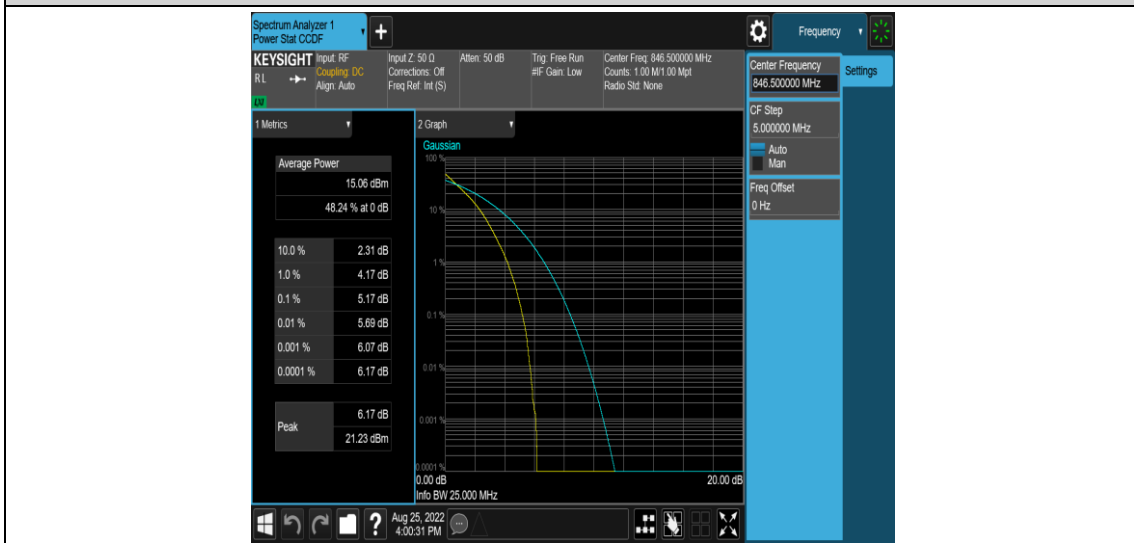 Spectrum Analyzer 1
Power Stat CCDF
+
Frequency
KEYSIGHT
RL
Input: RF
Coupling: DC
Align: Auto
Input Z: 50 Ω
Corrections: Off
Freq Ref: Int (S)
Atten: 50 dB
Trig: Free Run
#IF Gain: Low
Center Freq: 846.500000 MHz
Counts: 1.00 M/1.00 Mpt
Radio Std: None
Center Frequency
846.500000 MHz
Settings
CF Step
5.000000 MHz
Auto
Man
Freq Offset
0 Hz
1 Metrics
Average Power
15.06 dBm
48.24 % at 0 dB
10.0 % 2.31 dB
1.0 % 4.17 dB
0.1 % 5.17 dB
0.01 % 5.69 dB
0.001 % 6.07 dB
0.0001 % 6.17 dB
Peak
6.17 dB
21.23 dBm
2 Graph
Gaussian
100 %
10 %
1 %
0.1 %
0.01 %
0.001 %
0.0001 %
0.00 dB 20.00 dB
Info BW 25.000 MHz
?
Aug 25, 2022
4:00:31 PM